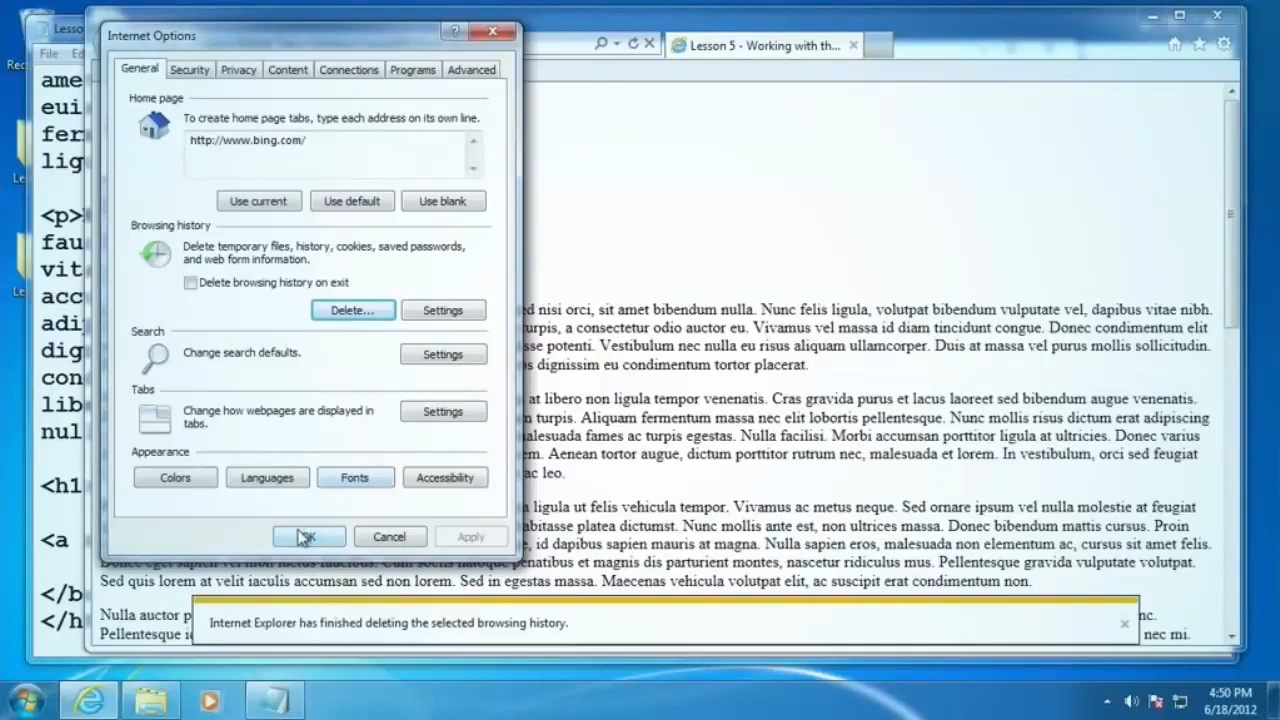 Internet Options
General Security Privacy Content Connections Programs Advanced
Home page
To create home page tabs, type each address on its own line.
http://www.bing.com/
Use current Use default Use blank
Browsing history
Delete temporary files, history, cookies, saved passwords,
and web form information.
Delete browsing history on exit
Delete... Settings
Search
Change search defaults.
Settings
Tabs
Change how webpages are displayed in
tabs.
Settings
Appearance
Colors Languages Fonts Accessibility
Cancel Apply
Lesson
File
Lesson 5 - Working with th...
ame
eui
fer
lig
<p>
fau
vit
acc
adi
dig
con
lib
nul
<h1
<a
</b
</h
ed nisi orci, sit amet bibendum nulla. Nunc felis ligula, volutpat bibendum vulputate vel, dapibus vitae nibh.
turpis, a consectetur odio auctor eu. Vivamus vel massa id diam tincidunt congue. Donec condimentum elit
sse potenti. Vestibulum nec nulla eu risus aliquam ullamcorper. Duis at massa vel purus mollis sollicitudin.
s dignissim eu condimentum tortor placerat.
at libero non ligula tempor venenatis. Cras gravida purus et lacus laoreet sed bibendum augue venenatis.
m turpis. Aliquam fermentum massa nec elit lobortis pellentesque. Nunc mollis risus dictum erat adipiscing
alesuada fames ac turpis egestas. Nulla facilisi. Morbi accumsan porttitor ligula at ultricies. Donec varius
em. Aenean tortor augue, dictum porttitor rutrum nec, malesuada et lorem. In vestibulum, orci sed feugiat
ac leo.
ligula ut felis vehicula tempor. Vivamus ac metus neque. Sed ornare ipsum vel nulla molestie at feugiat
abitasse platea dictumst. Nunc mollis ante est, non ultrices massa. Donec bibendum mattis cursus. Proin
e, id dapibus sapien mauris at magna. Nulla sapien eros, malesuada non elementum ac, cursus sit amet felis.
penatibus et magnis dis parturient montes, nascetur ridiculus mus. Pellentesque gravida vulputate volutpat.
Sed quis lorem at velit iaculis accumsan sed non lorem. Sed in egestas massa. Maecenas vehicula volutpat elit, ac suscipit erat condimentum non.
Nulla auctor p
nc.
Pellentesque
nec mi.
Internet Explorer has finished deleting the selected browsing history.
4:50 PM
6/18/2012